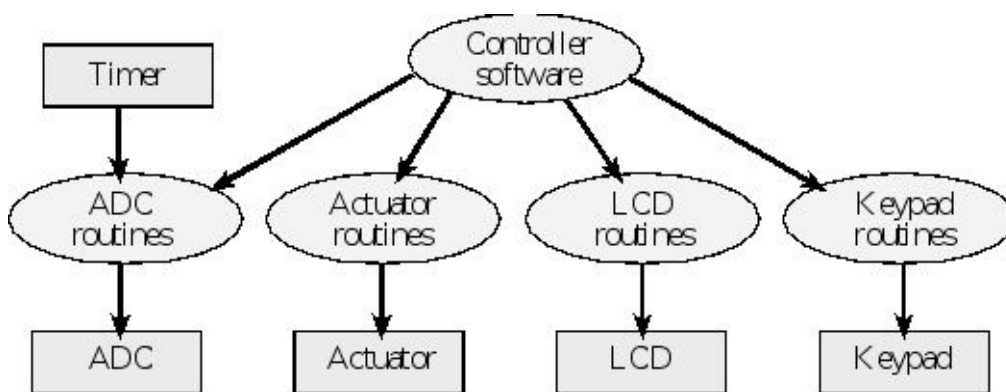 Controller
software
Timer
ADC
routines
Actuator
routines
LCD
routines
Keypad
routines
ADC
Actuator
LCD
Keypad